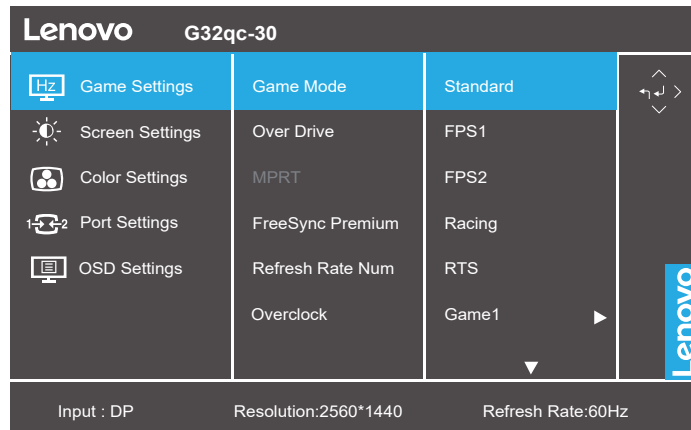 Lenovo G32qc-30
Hz Game Settings Game Mode Standard
Screen Settings Over Drive FPS1
Color Settings MPRT FPS2
1 2 Port Settings FreeSync Premium Racing
OSD Settings Refresh Rate Num RTS
Overclock Game1
Lenovo
Input : DP Resolution:2560*1440 Refresh Rate:60Hz